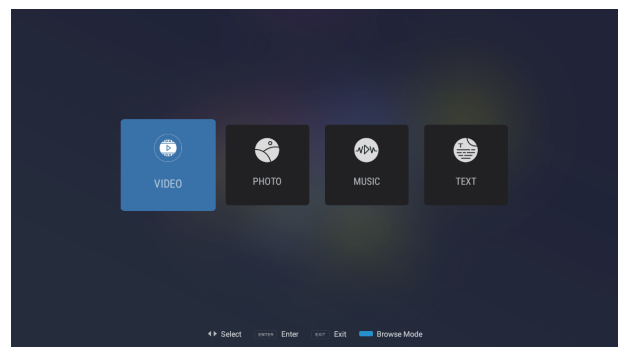 VIDEO
PHOTO
MUSIC
TEXT
Select ENTER Enter EXIT Exit Browse Mode